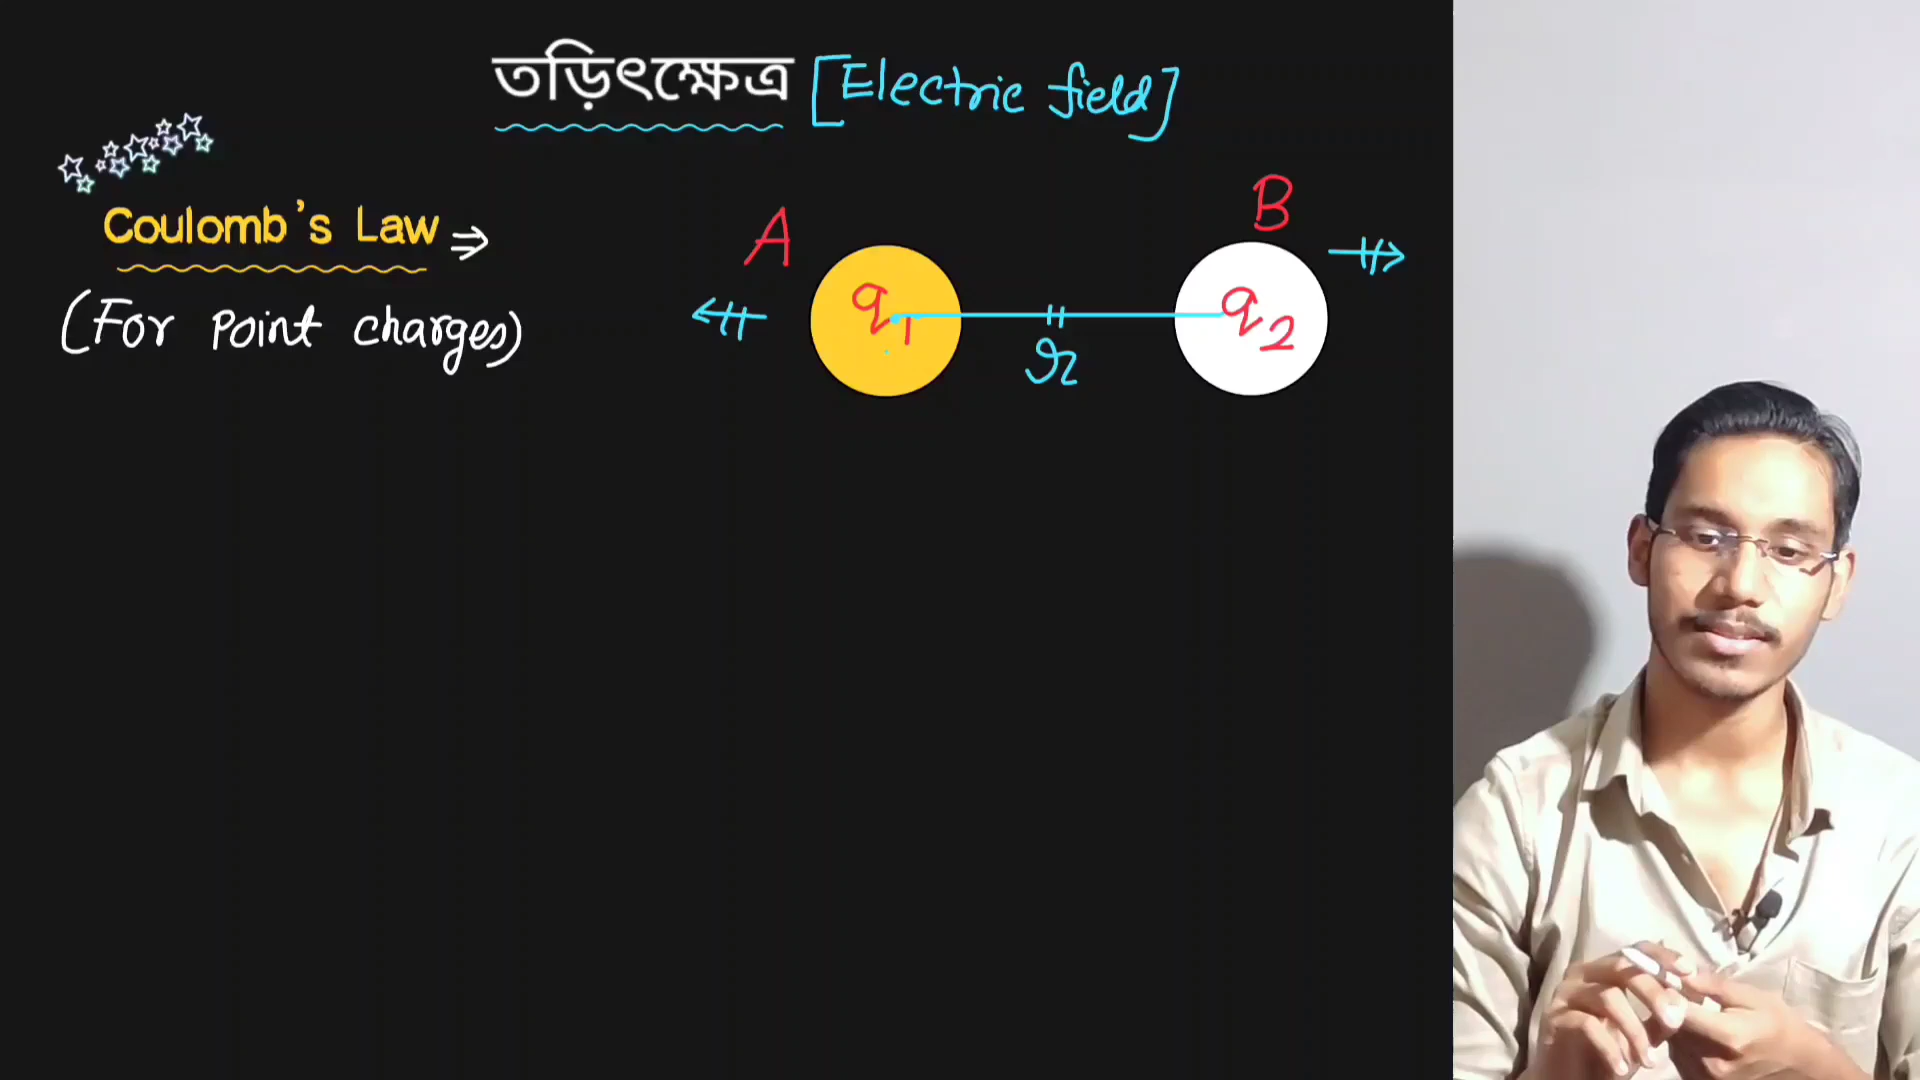 তড়িৎক্ষেত্র [Electric field]
Coulomb's Law ⇒
(For point charges)
A
B
q1
q2
r